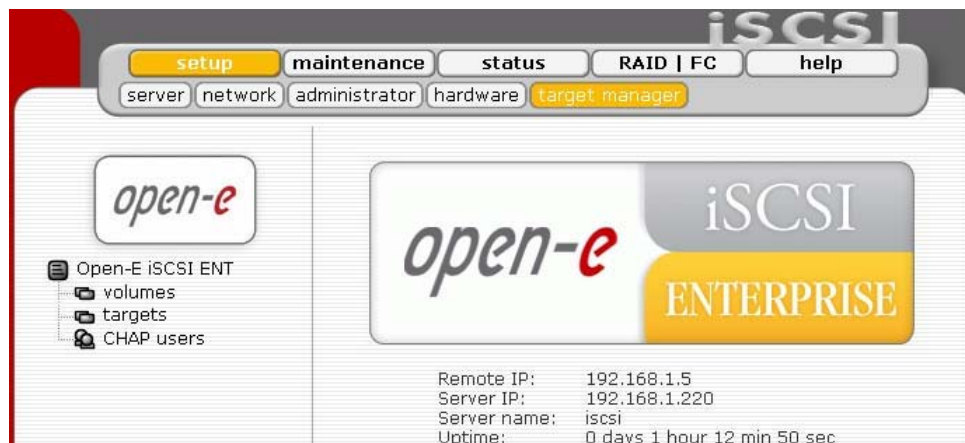 iSCSI
setup maintenance status RAID | FC help
server network administrator hardware target manager
open-e
Open-E iSCSI ENT
volumes
targets
CHAP users
open-e iSCSI
ENTERPRISE
Remote IP: 192.168.1.5
Server IP: 192.168.1.220
Server name: iscsi
Uptime: 0 days 1 hour 12 min 50 sec